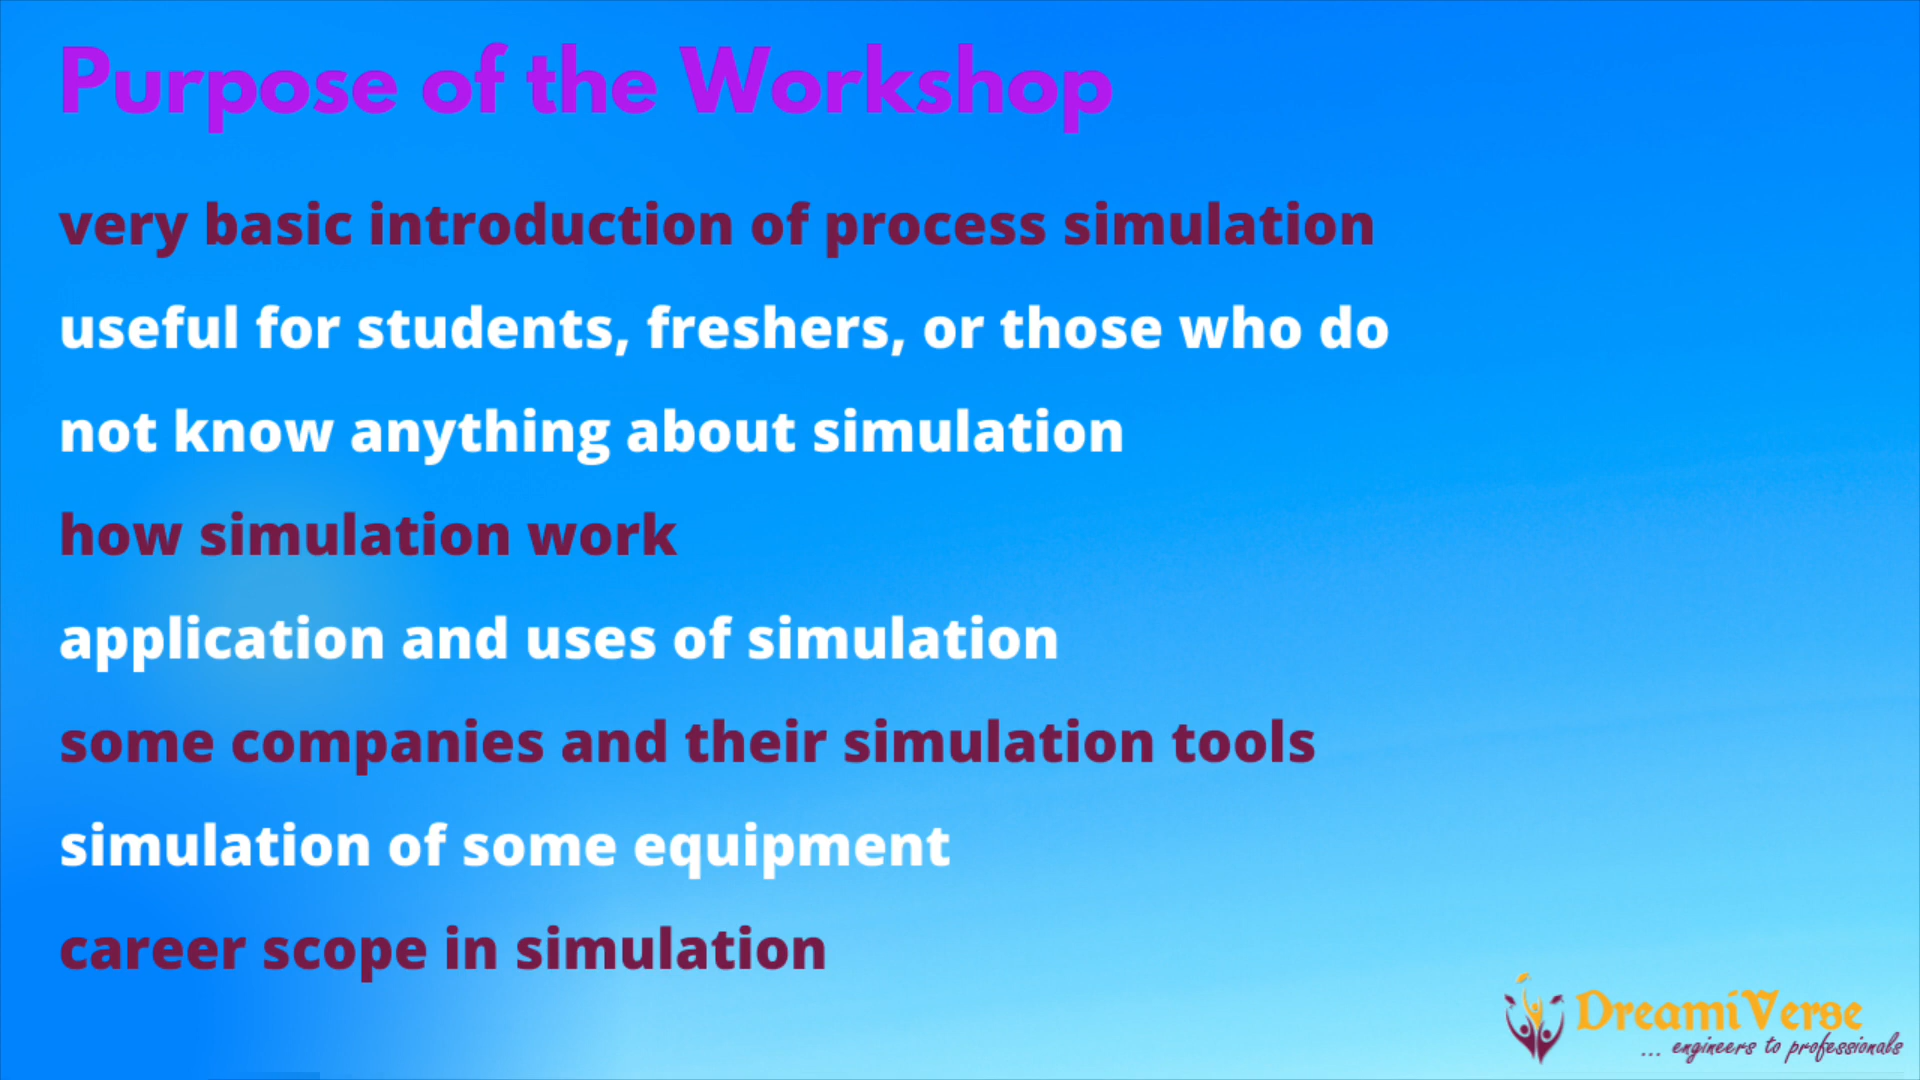 Purpose of the Workshop
very basic introduction of process simulation
useful for students, freshers, or those who do
not know anything about simulation
how simulation work
application and uses of simulation
some companies and their simulation tools
simulation of some equipment
career scope in simulation
DreamiVerse
... engineers to professionals